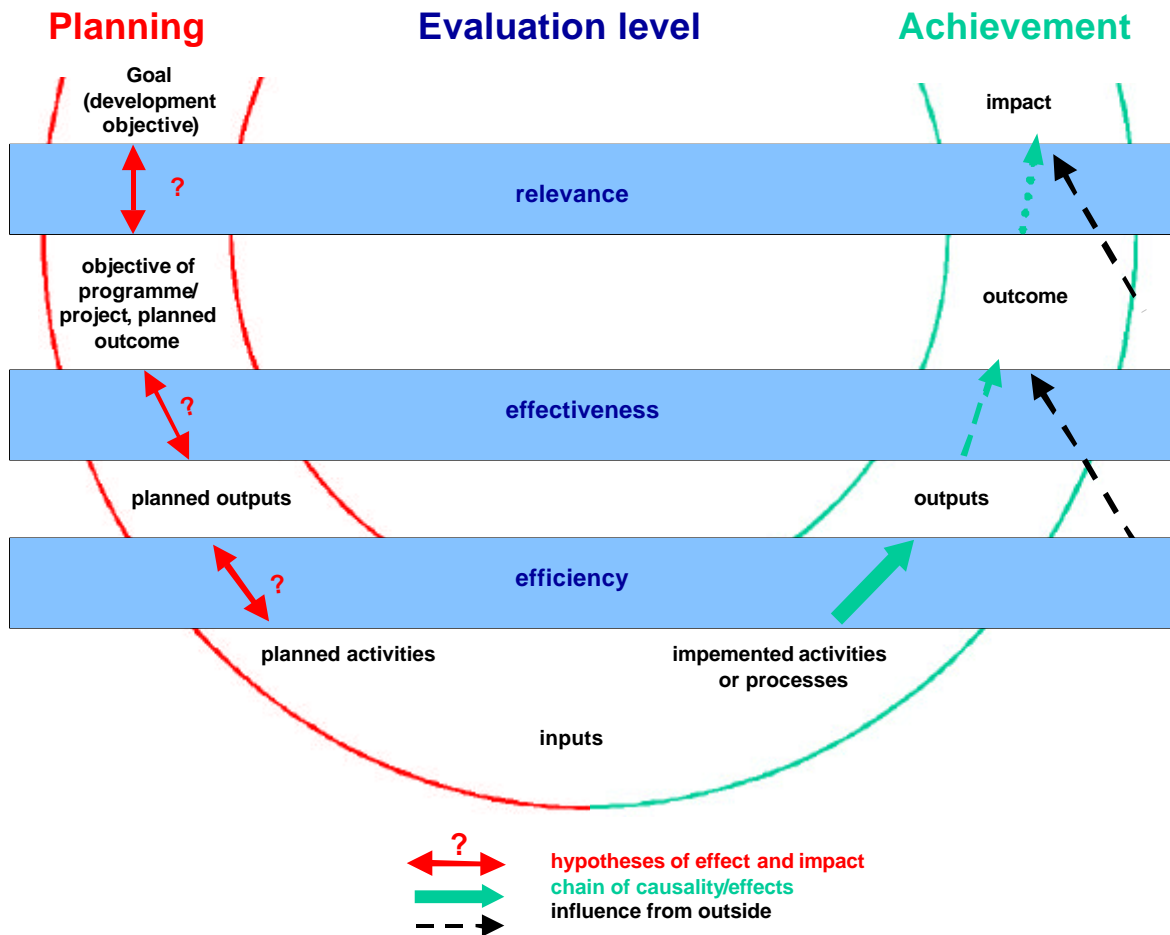 Planning
Evaluation level
Achievement
Goal
(development
objective)
impact
?
relevance
objective of
programme/
project, planned
outcome
outcome
?
effectiveness
planned outputs
outputs
?
efficiency
planned activities
impemented activities
or processes
inputs
?
hypotheses of effect and impact
chain of causality/effects
influence from outside